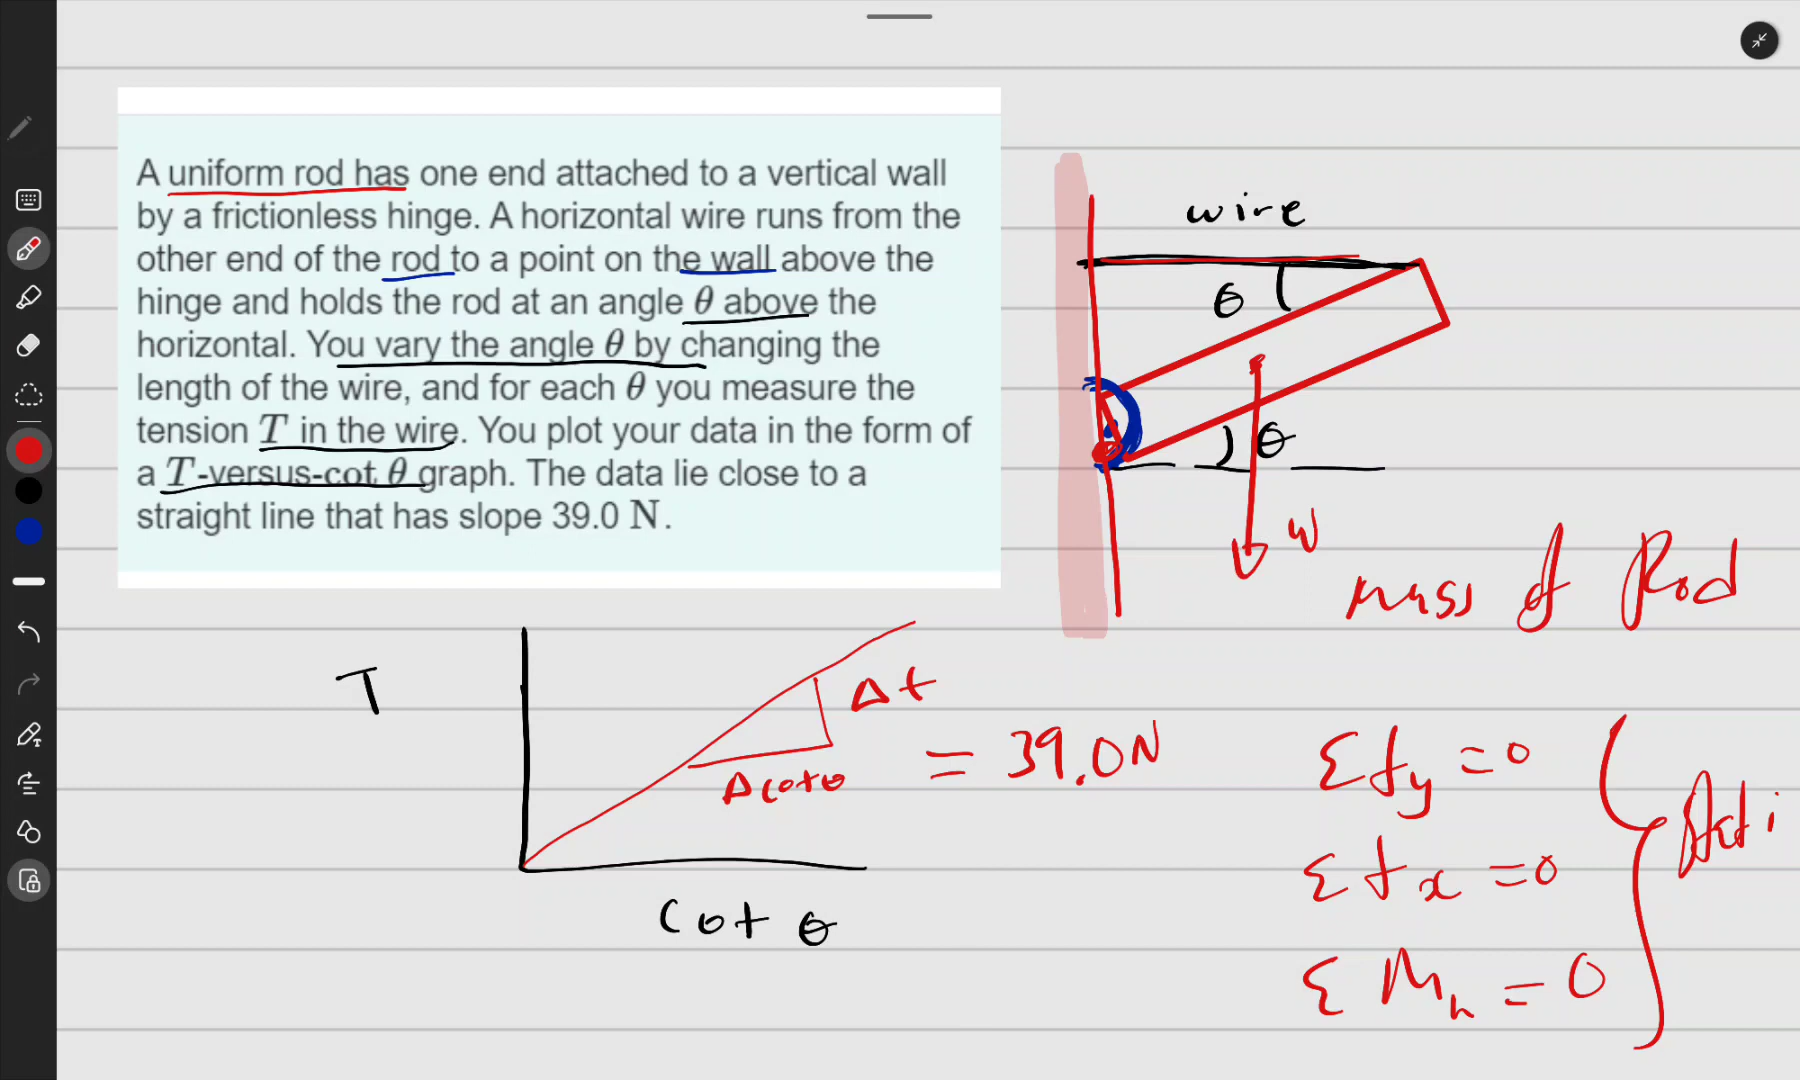 A uniform rod has one end attached to a vertical wall
by a frictionless hinge. A horizontal wire runs from the
other end of the rod to a point on the wall above the
hinge and holds the rod at an angle θ above the
horizontal. You vary the angle θ by changing the
length of the wire, and for each θ you measure the
tension T in the wire. You plot your data in the form of
a T-versus-cot θ graph. The data lie close to a
straight line that has slope 39.0 N.
wire
θ
θ
W
mass of Rod
T
Δt
Δcotθ
= 39.0N
cot θ
Σfy = 0
Σfx = 0
ΣMh = 0
Stati